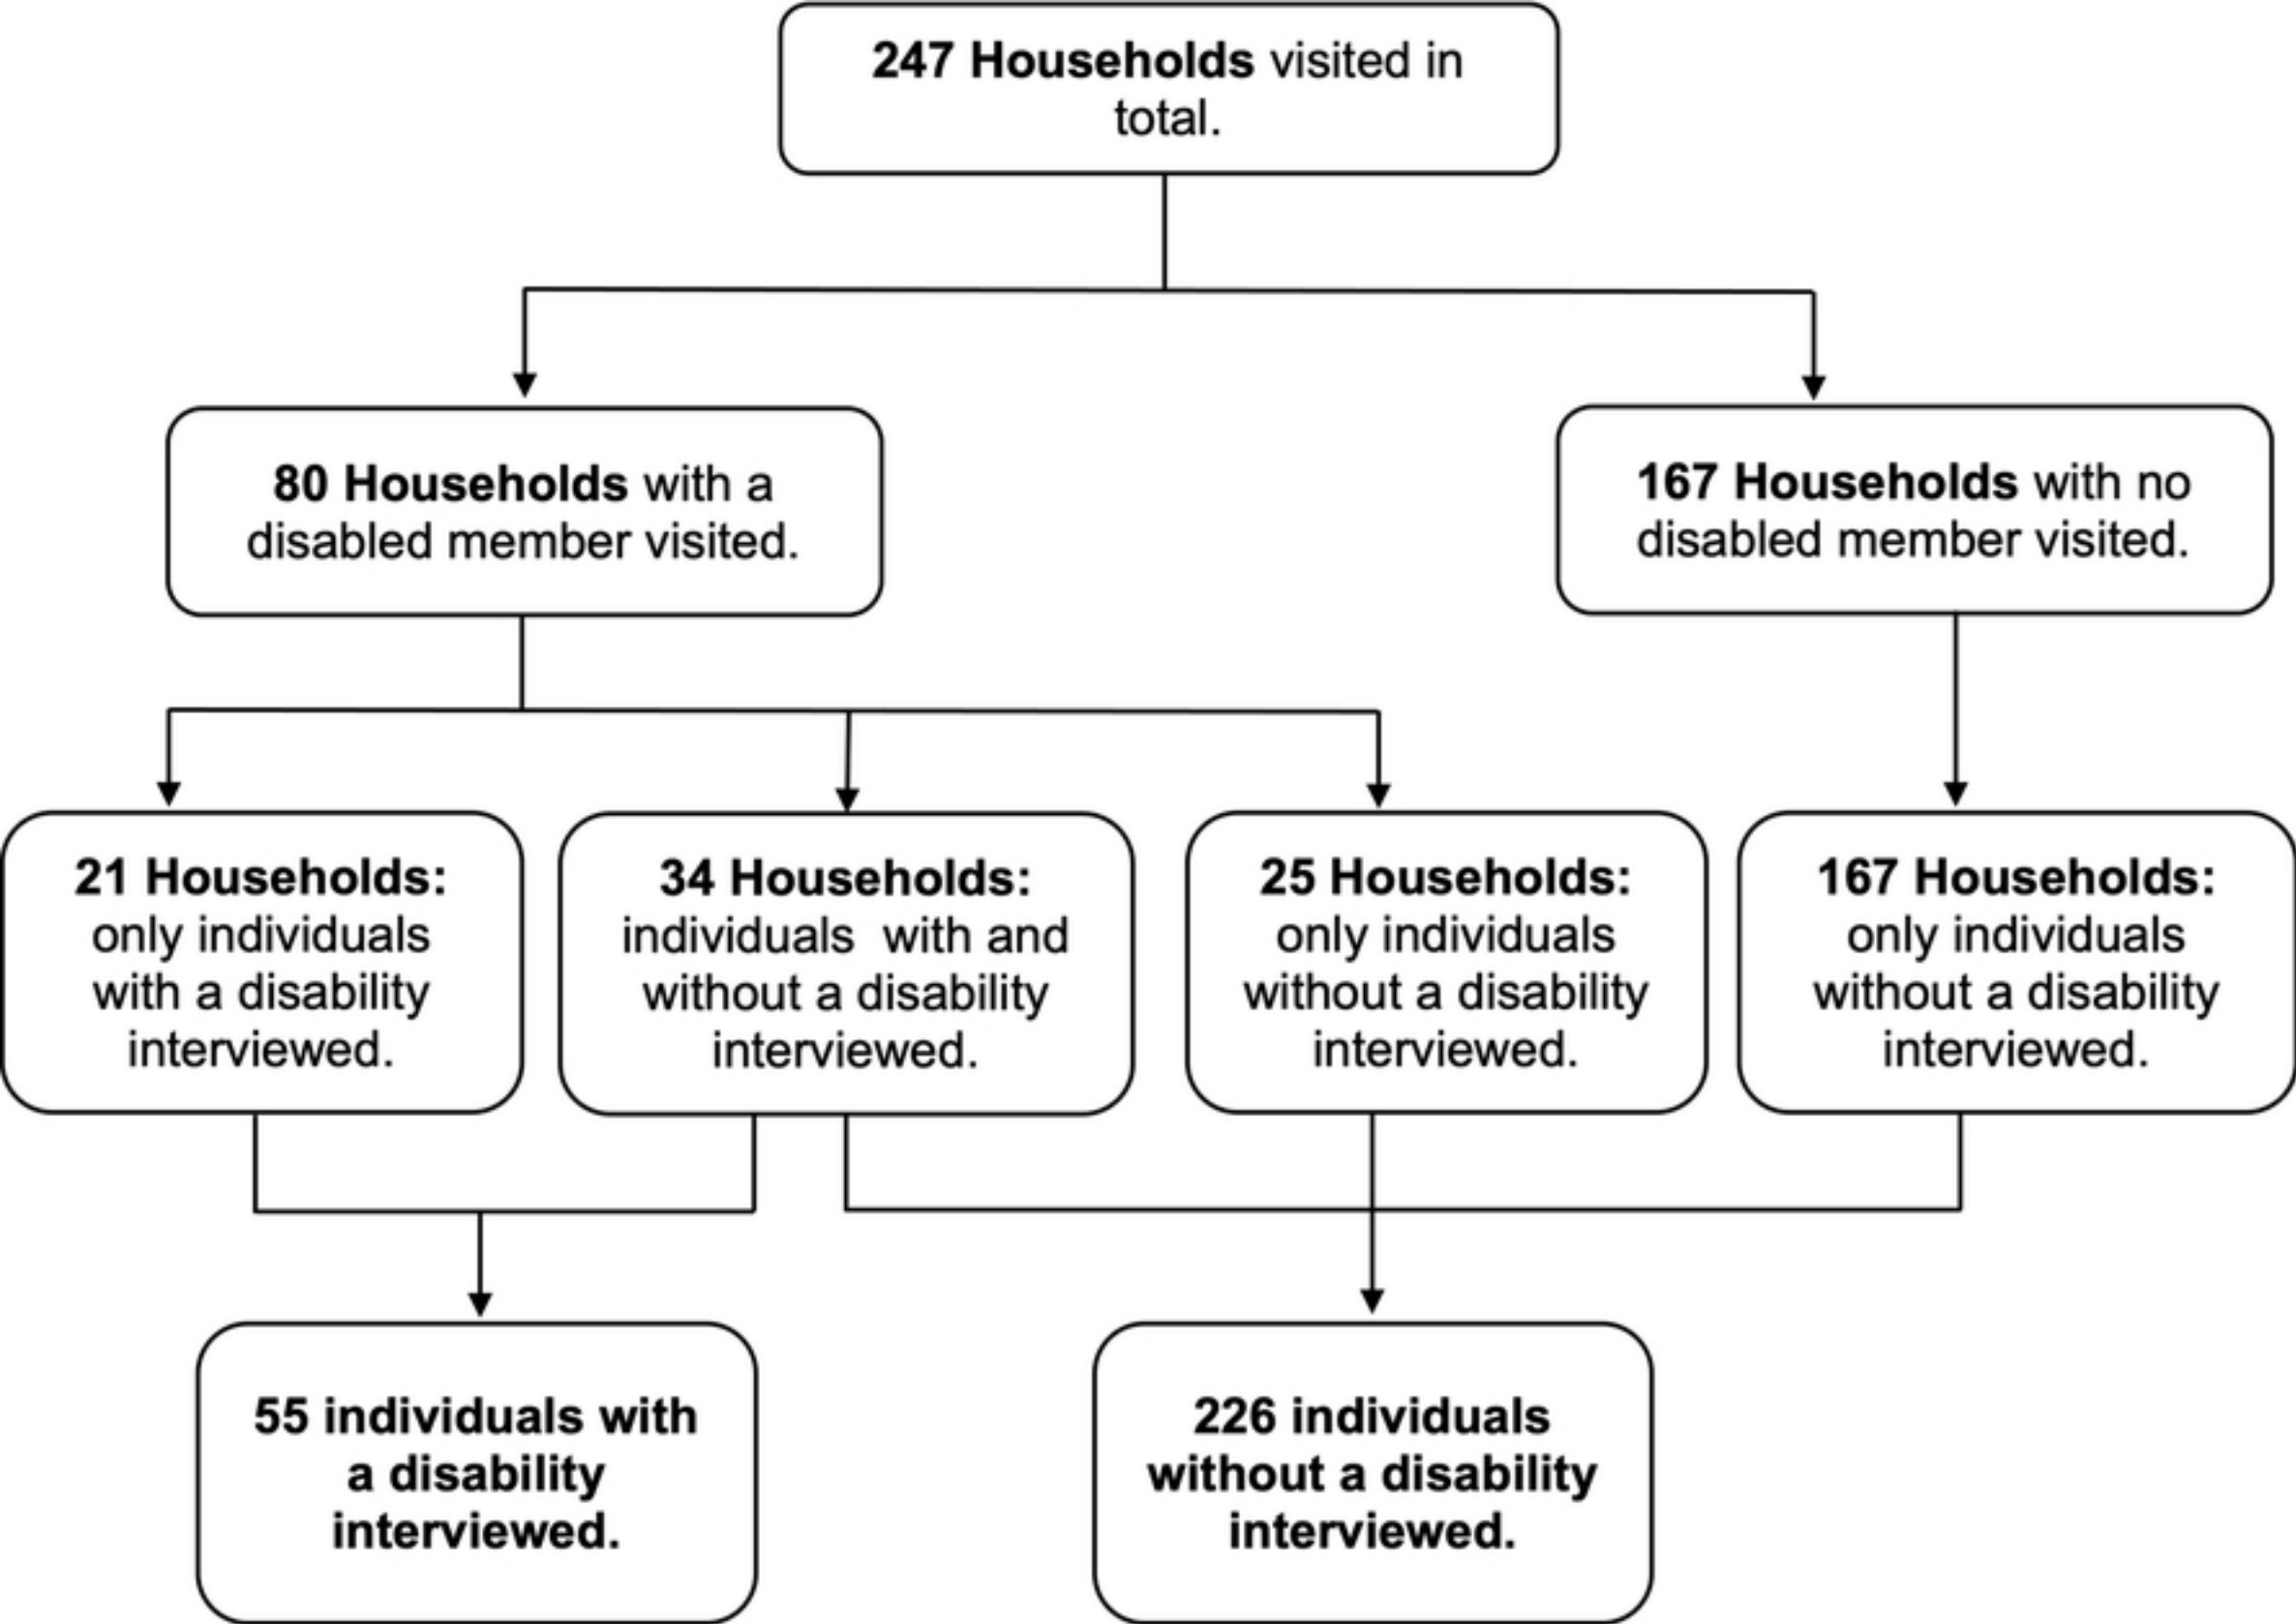 247 Households visited in
total.
80 Households with a
disabled member visited.
167 Households with no
disabled member visited.
21 Households:
only individuals
with a disability
interviewed.
34 Households:
individuals with and
without a disability
interviewed.
25 Households:
only individuals
without a disability
interviewed.
167 Households:
only individuals
without a disability
interviewed.
55 individuals with
a disability
interviewed.
226 individuals
without a disability
interviewed.